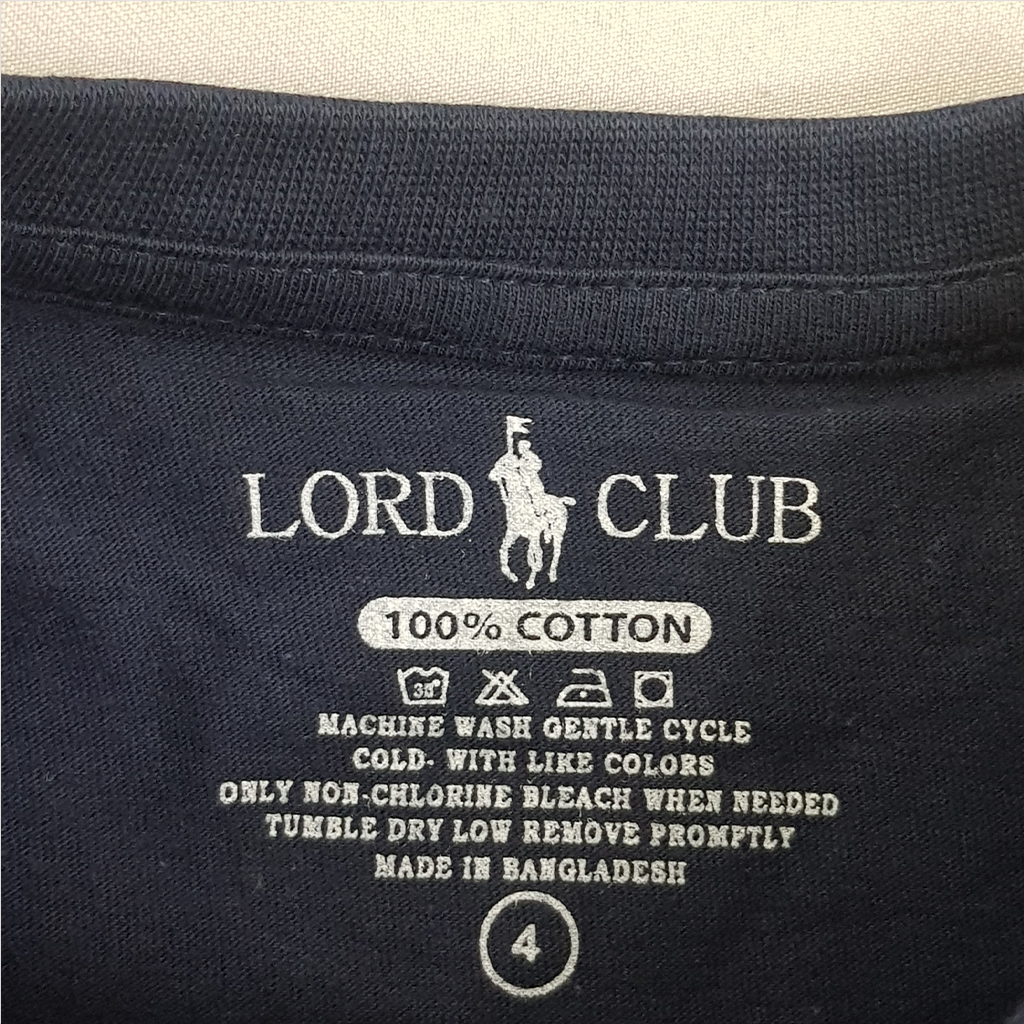 LORD CLUB
100% COTTON
30°
MACHINE WASH GENTLE CYCLE
COLD- WITH LIKE COLORS
ONLY NON-CHLORINE BLEACH WHEN NEEDED
TUMBLE DRY LOW REMOVE PROMPTLY
MADE IN BANGLADESH
4